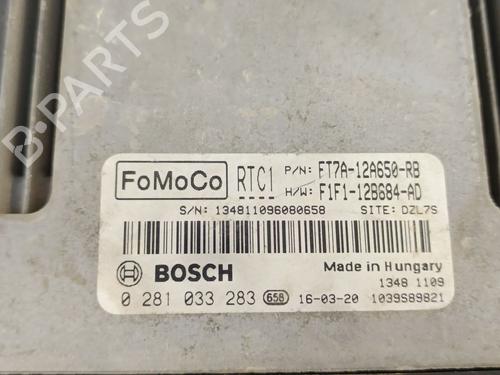 FoMoCo RTC1 P/N: FT7A-12A650-RB
H/W: F1F1-12B684-AD
S/N: 134811096080658 SITE: DZL7S
BOSCH Made in Hungary
1348 1109
0 281 033 283 658 16-03-20 1039S89821
B-PARTS